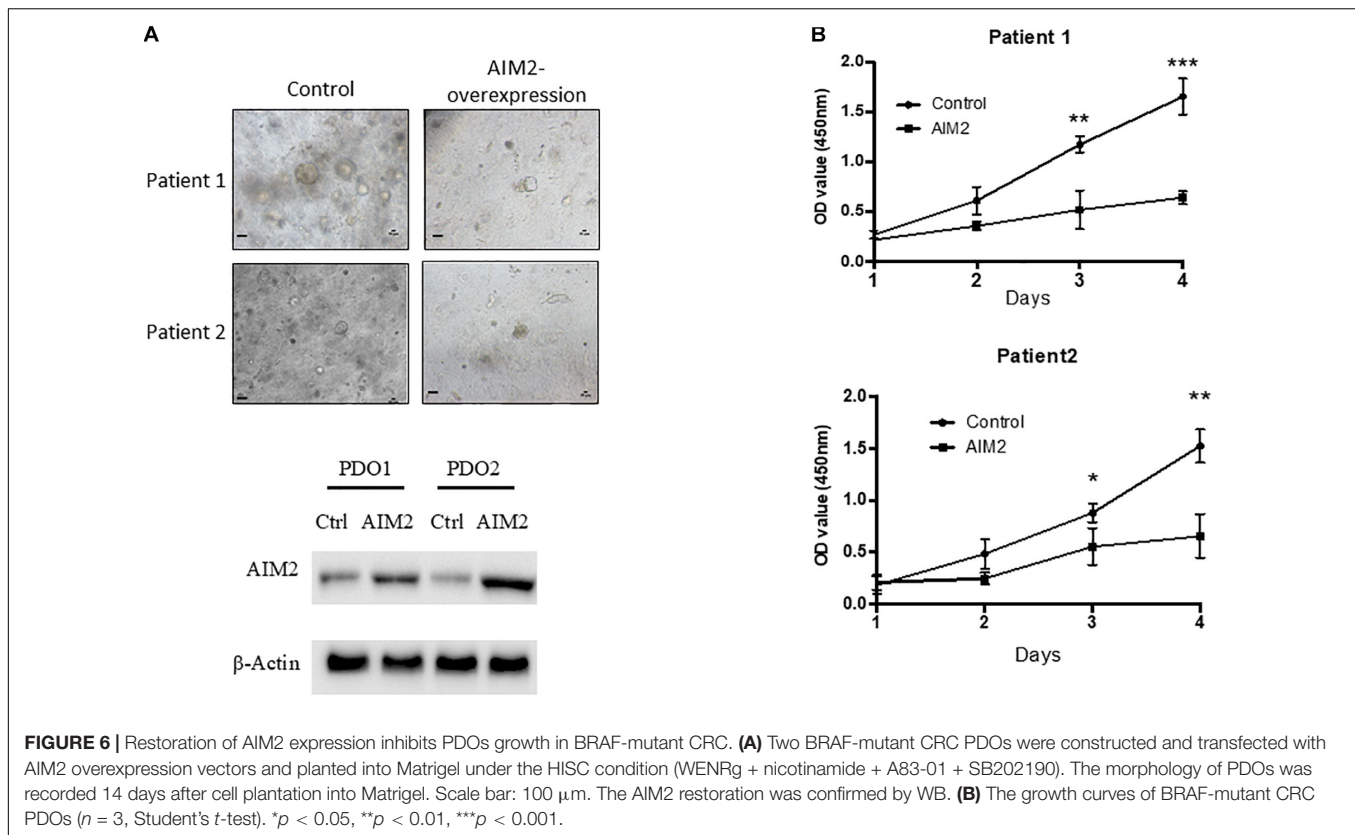 A
Control
AIM2-
overexpression
Patient 1
Patient 2
PDO1 PDO2
Ctrl AIM2 Ctrl AIM2
AIM2
β-Actin
B
Patient 1
OD value (450nm)
2.0
1.5
1.0
0.5
0.0
Control
AIM2
**
***
1 2 3 4
Days
Patient2
OD value (450nm)
2.0
1.5
1.0
0.5
0.0
Control
AIM2
*
**
1 2 3 4
Days
FIGURE 6 | Restoration of AIM2 expression inhibits PDOs growth in BRAF-mutant CRC. (A) Two BRAF-mutant CRC PDOs were constructed and transfected with
AIM2 overexpression vectors and planted into Matrigel under the HISC condition (WENRg + nicotinamide + A83-01 + SB202190). The morphology of PDOs was
recorded 14 days after cell plantation into Matrigel. Scale bar: 100 μm. The AIM2 restoration was confirmed by WB. (B) The growth curves of BRAF-mutant CRC
PDOs (n = 3, Student's t-test). *p < 0.05, **p < 0.01, ***p < 0.001.